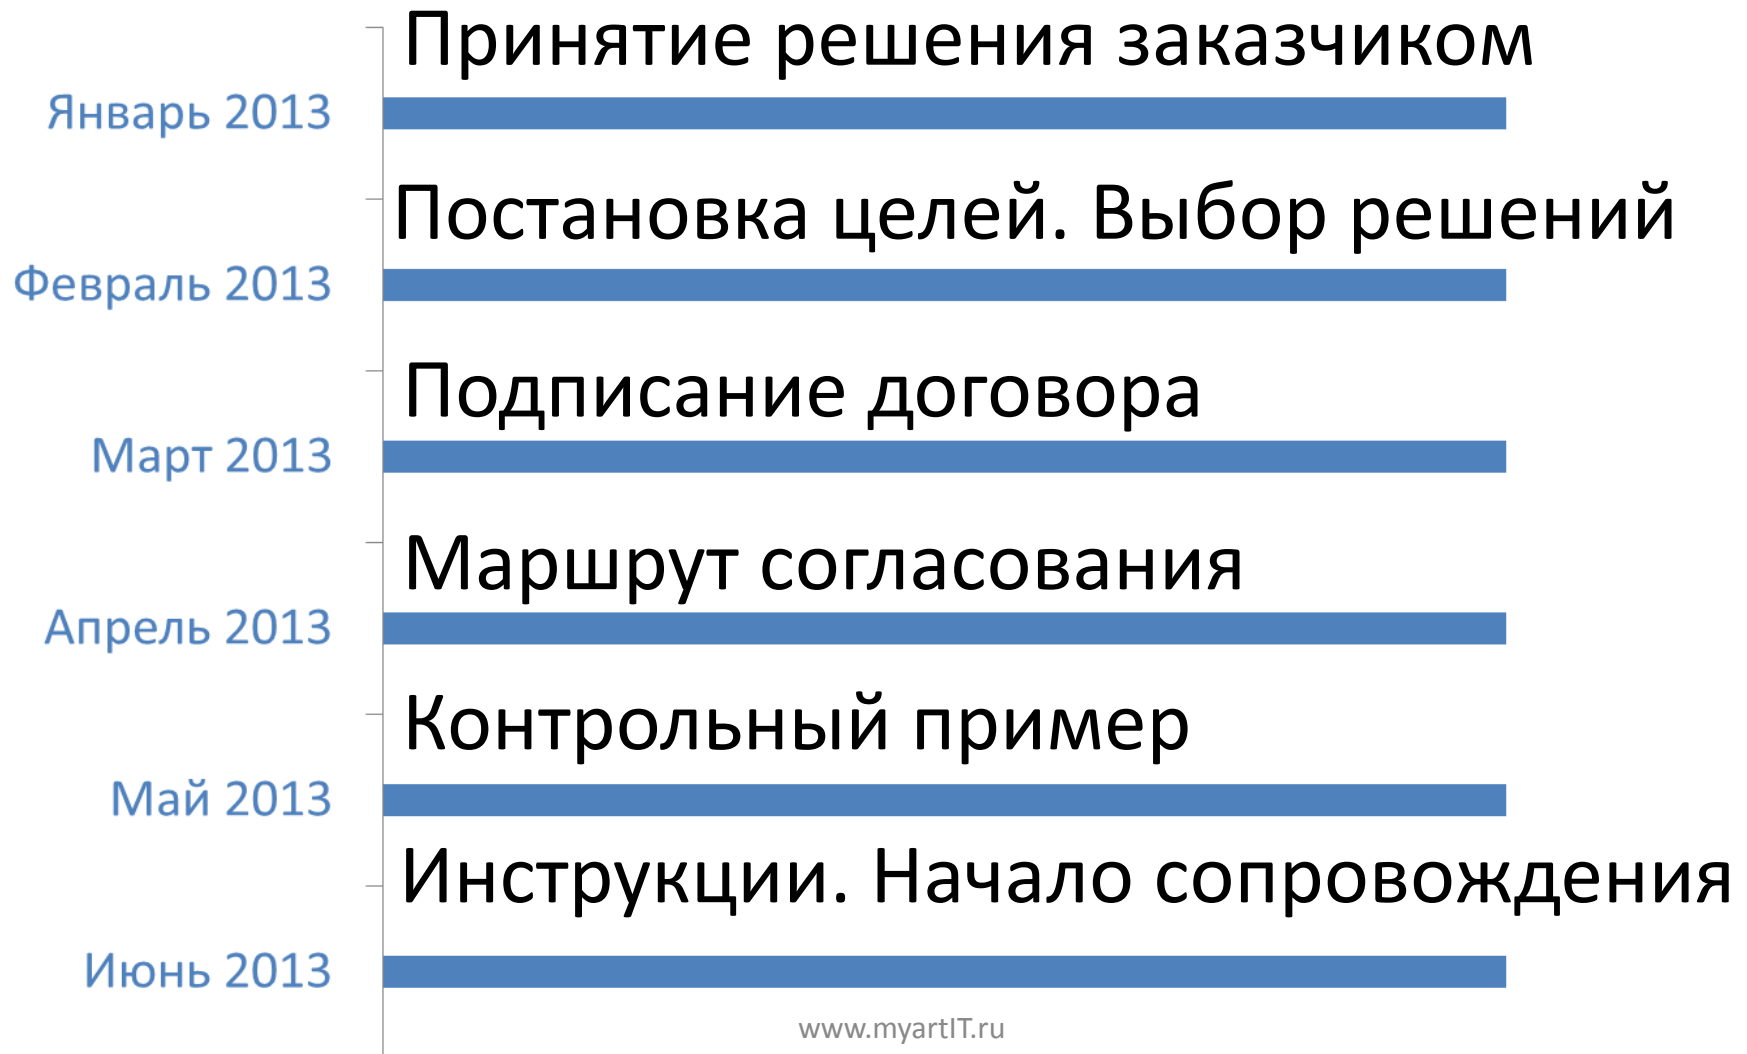 Принятие решения заказчиком
Январь 2013
Постановка целей. Выбор решений
Февраль 2013
Подписание договора
Март 2013
Маршрут согласования
Апрель 2013
Контрольный пример
Май 2013
Инструкции. Начало сопровождения
Июнь 2013
www.myartIT.ru